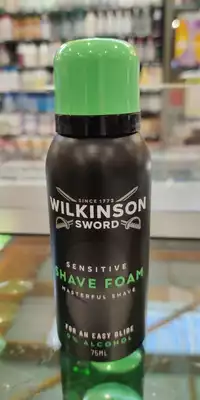 SINCE 1772
WILKINSON
SWORD
SENSITIVE
SHAVE FOAM
MASTERFUL SHAVE
FOR AN EASY GLIDE
0% ALCOHOL
75ML